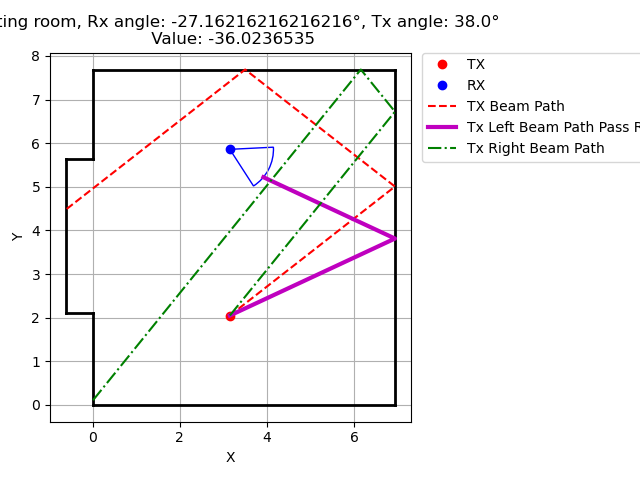 ting room, Rx angle: -27.16216216216216°, Tx angle: 38.0°
Value: -36.0236535
8
7
6
5
4
3
2
1
0
Y
0
2
4
6
X
TX
RX
TX Beam Path
Tx Left Beam Path Pass R
Tx Right Beam Path